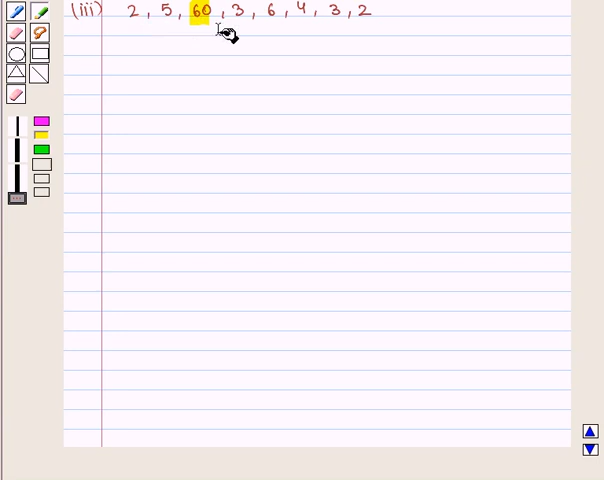 (iii) 2 , 5 , 60 , 3 , 6 , 4 , 3 , 2